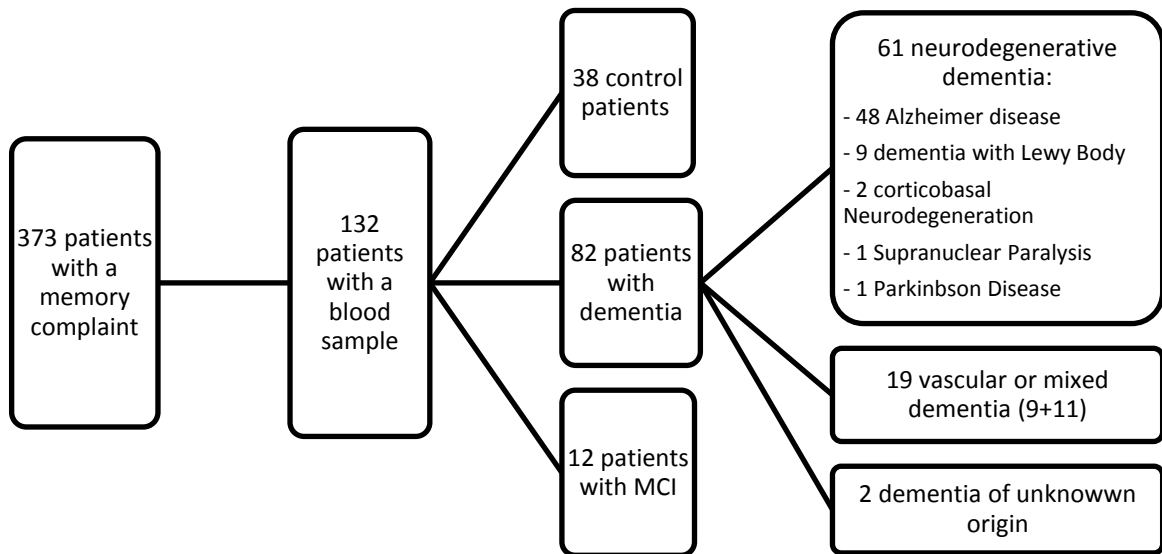 373 patients
with a
memory
complaint
132
patients
with a
blood
sample
38 control
patients
82 patients
with
dementia
12 patients
with MCI
61 neurodegenerative
dementia:
- 48 Alzheimer disease
- 9 dementia with Lewy Body
- 2 corticobasal
Neurodegeneration
- 1 Supranuclear Paralysis
- 1 Parkinbson Disease
19 vascular or mixed
dementia (9+11)
2 dementia of unknowwn
origin